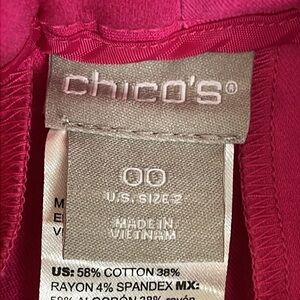 chico's®
00
U.S. SIZE 2
MADE IN
VIETNAM
US: 58% COTTON 38%
RAYON 4% SPANDEX MX: